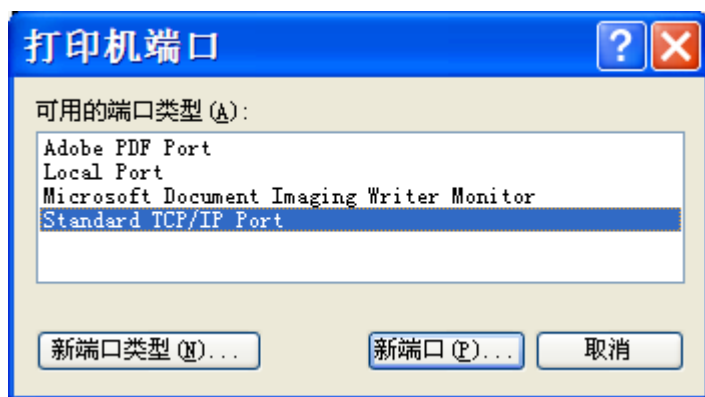 打印机端口
可用的端口类型(A):
Adobe PDF Port
Local Port
Microsoft Document Imaging Writer Monitor
Standard TCP/IP Port
新端口类型(N)... 新端口(P)... 取消